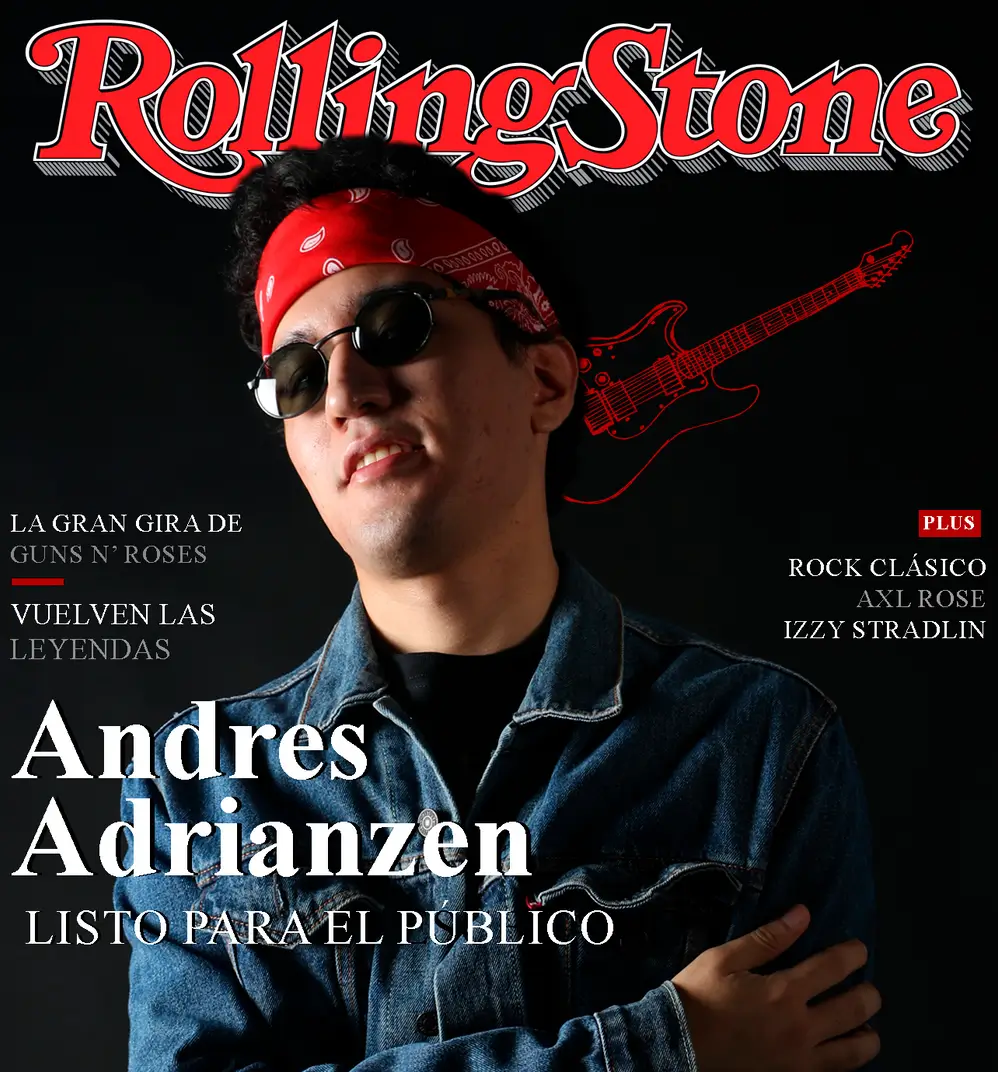 RollingStone
LA GRAN GIRA DE
GUNS N' ROSES
VUELVEN LAS
LEYENDAS
PLUS
ROCK CLÁSICO
AXL ROSE
IZZY STRADLIN
Andres
Adrianzen
LISTO PARA EL PÚBLICO